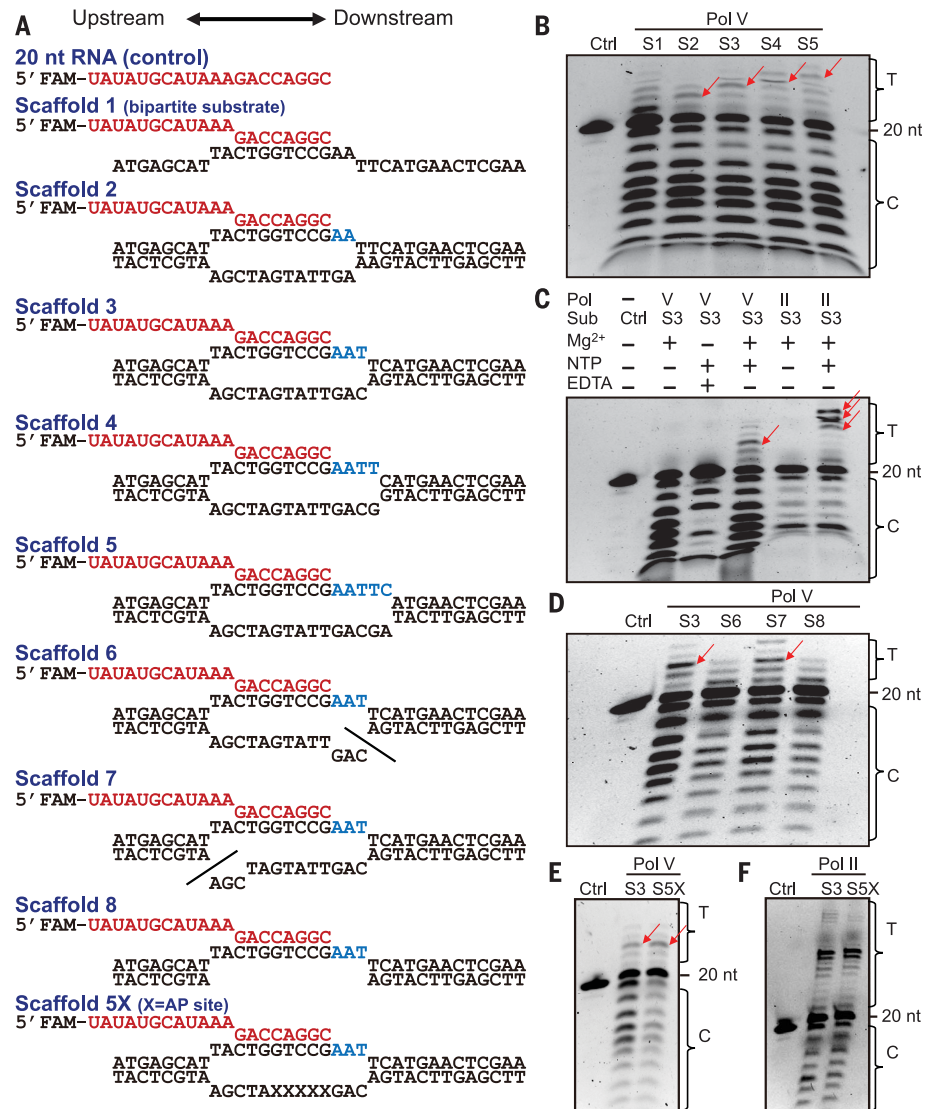 A
Upstream Downstream
20 nt RNA (control)
5′FAM-UAUAUGCAUAAAGACCAGGC
Scaffold 1 (bipartite substrate)
5′FAM-UAUAUGCAUAAA
GACCAGGC
TACTGGTCCGAA
ATGAGCAT TTCATGAACTCGAA
Scaffold 2
5′FAM-UAUAUGCAUAAA
GACCAGGC
TACTGGTCCGAA
ATGAGCAT TTCATGAACTCGAA
TACTCGTA AAGTACTTGAGCTT
AGCTAGTATTGA
Scaffold 3
5′FAM-UAUAUGCAUAAA
GACCAGGC
TACTGGTCCGAAT
ATGAGCAT TCATGAACTCGAA
TACTCGTA AGTACTTGAGCTT
AGCTAGTATTGAC
Scaffold 4
5′FAM-UAUAUGCAUAAA
GACCAGGC
TACTGGTCCGAATT
ATGAGCAT CATGAACTCGAA
TACTCGTA GTACTTGAGCTT
AGCTAGTATTGACG
Scaffold 5
5′FAM-UAUAUGCAUAAA
GACCAGGC
TACTGGTCCGAATTC
ATGAGCAT ATGAACTCGAA
TACTCGTA TACTTGAGCTT
AGCTAGTATTGACGA
Scaffold 6
5′FAM-UAUAUGCAUAAA
GACCAGGC
TACTGGTCCGAAT
ATGAGCAT TCATGAACTCGAA
TACTCGTA AGTACTTGAGCTT
AGCTAGTATT
GAC
Scaffold 7
5′FAM-UAUAUGCAUAAA
GACCAGGC
TACTGGTCCGAAT
ATGAGCAT TCATGAACTCGAA
TACTCGTA AGTACTTGAGCTT
TAGTATTGAC
AGC
Scaffold 8
5′FAM-UAUAUGCAUAAA
GACCAGGC
TACTGGTCCGAAT
ATGAGCAT TCATGAACTCGAA
TACTCGTA AGTACTTGAGCTT
Scaffold 5X (X=AP site)
5′FAM-UAUAUGCAUAAA
GACCAGGC
TACTGGTCCGAAT
ATGAGCAT TCATGAACTCGAA
TACTCGTA AGTACTTGAGCTT
AGCTAXXXXXGAC
B
Pol V
Ctrl S1 S2 S3 S4 S5
T
20 nt
C
C
Pol – V V V II II
Sub Ctrl S3 S3 S3 S3 S3
Mg2+ – + – + + +
NTP – – + + – +
EDTA – – + – – –
T
20 nt
C
D
Pol V
Ctrl S3 S6 S7 S8
T
20 nt
C
E
Pol V
Ctrl S3 S5X
T
20 nt
C
F
Pol II
Ctrl S3 S5X
T
20 nt
C